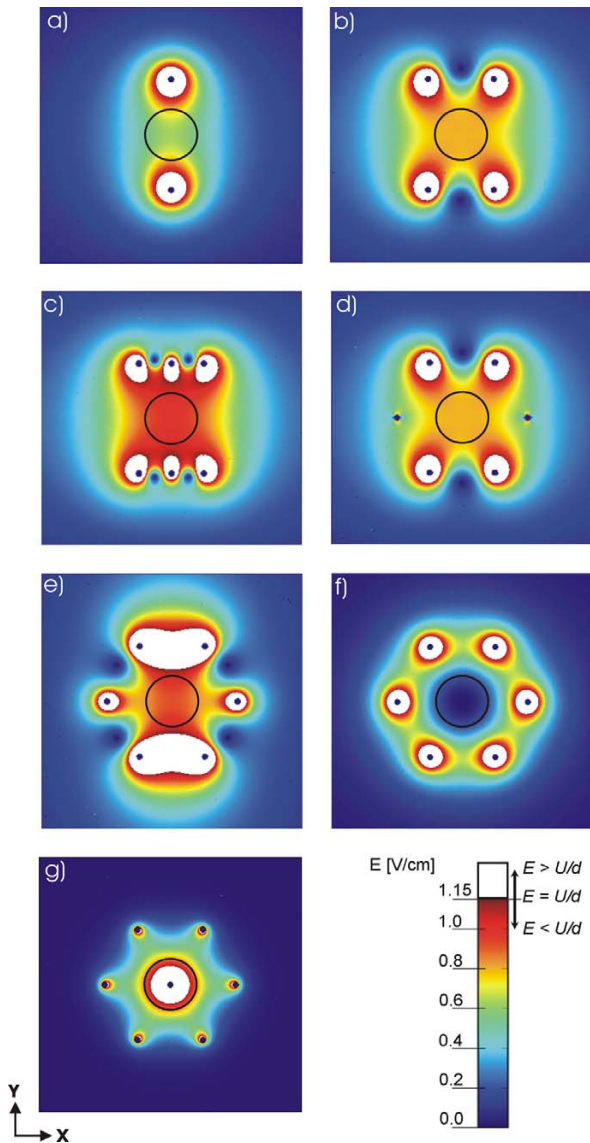 a)
b)
c)
d)
e)
f)
g)
E [V/cm]
1.15
1.0
0.8
0.6
0.4
0.2
0.0
E > U/d
E = U/d
E < U/d
Y
X